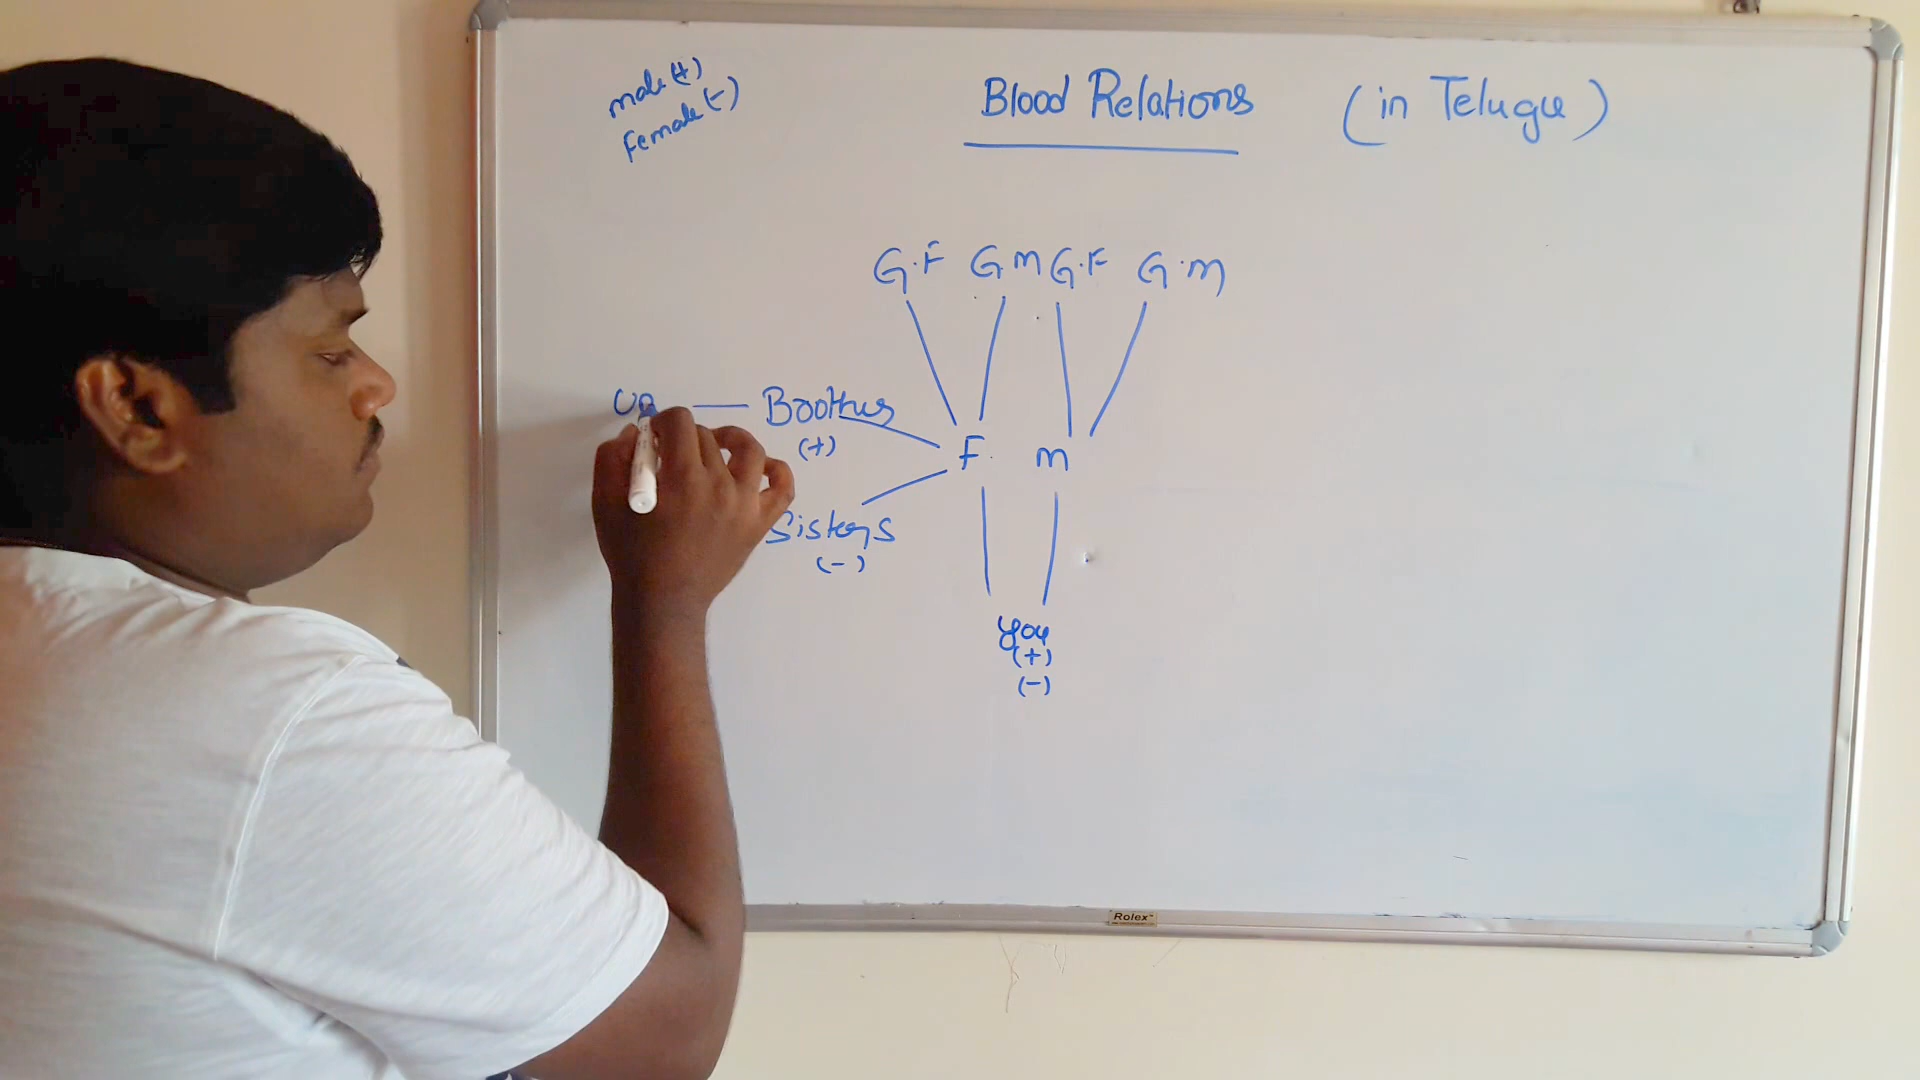 male (+)
Female (-)
Blood Relations (in Telugu)
G.F G M G.F G.M
Brothers
(+)
F. M
Sisters
(-)
you
(+)
(-)
Rolex